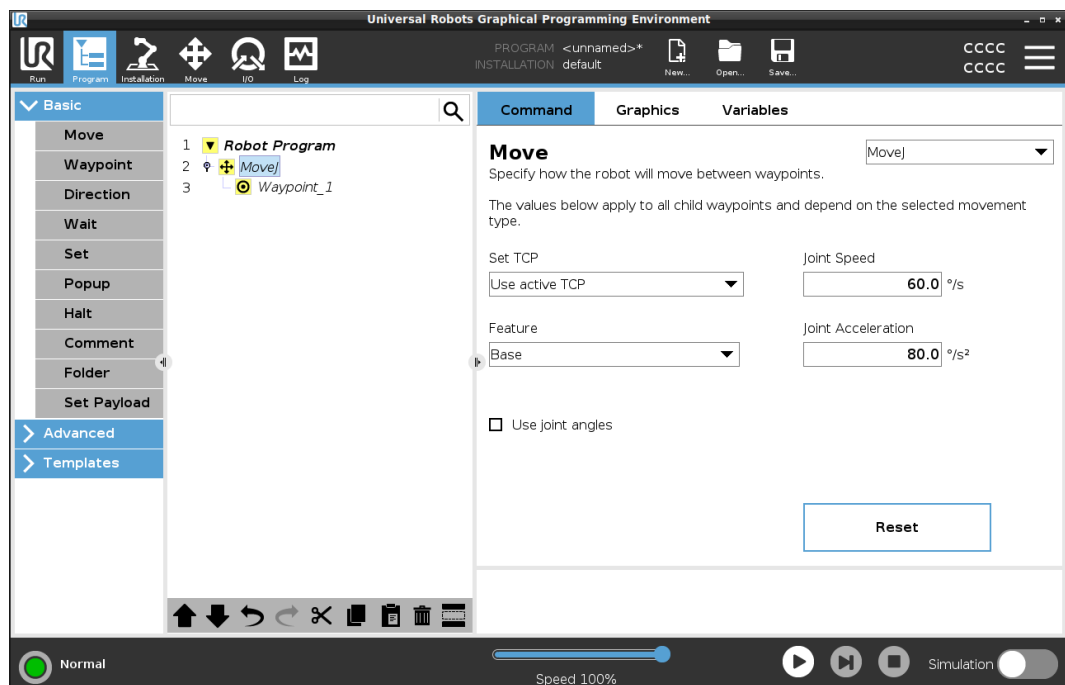 UR
Universal Robots Graphical Programming Environment
UR
Run
Program
Installation
Move
I/O
Log
PROGRAM <unnamed>*
INSTALLATION default
New...
Open...
Save...
CCCC
CCCC
Basic
Move
Waypoint
Direction
Wait
Set
Popup
Halt
Comment
Folder
Set Payload
Advanced
Templates
1 Robot Program
2 MoveJ
3 Waypoint_1
Command Graphics Variables
Move
MoveJ
Specify how the robot will move between waypoints.
The values below apply to all child waypoints and depend on the selected movement
type.
Set TCP
Use active TCP
Joint Speed
60.0 °/s
Feature
Base
Joint Acceleration
80.0 °/s²
Use joint angles
Reset
Normal
Speed 100%
Simulation